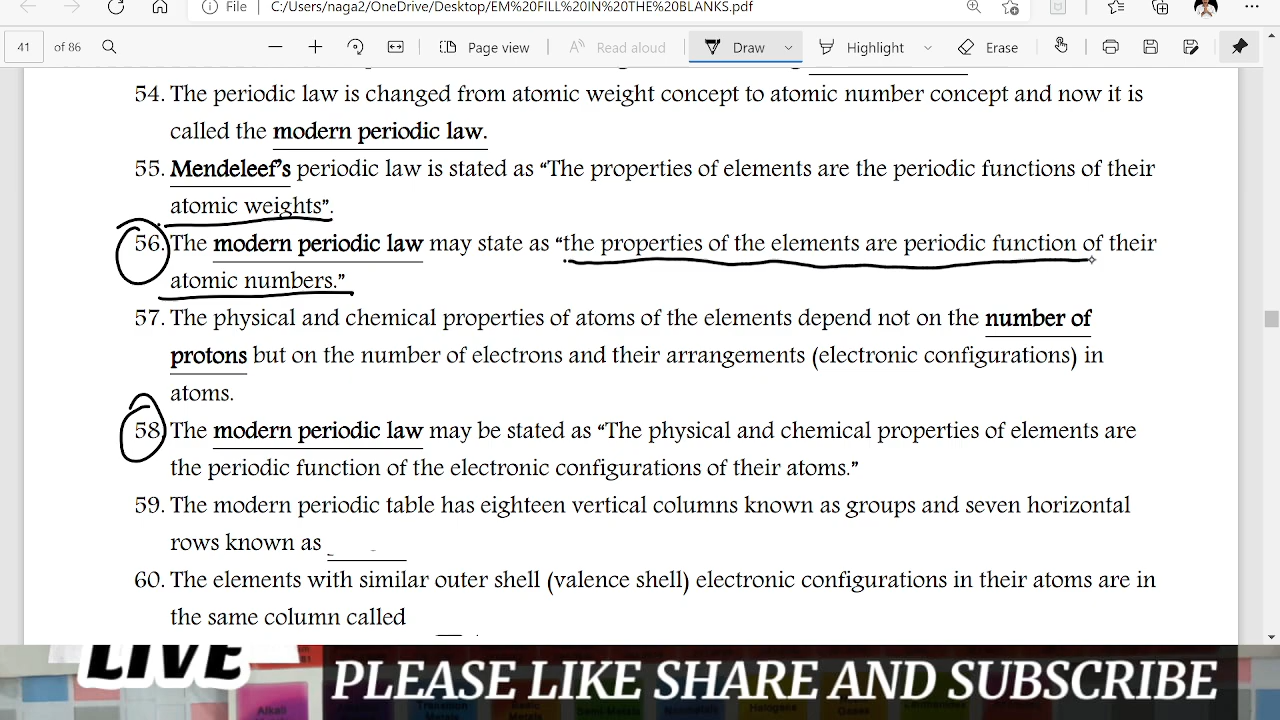 File
C:/Users/naga2/OneDrive/Desktop/EM%20FILL%20IN%20THE%20BLANKS.pdf
41 of 86 Page view Read aloud Draw Highlight Erase
54. The periodic law is changed from atomic weight concept to atomic number concept and now it is
called the modern periodic law.
55. Mendeleef's periodic law is stated as “The properties of elements are the periodic functions of their
atomic weights”.
56. The modern periodic law may state as “the properties of the elements are periodic function of their
atomic numbers.”
57. The physical and chemical properties of atoms of the elements depend not on the number of
protons but on the number of electrons and their arrangements (electronic configurations) in
atoms.
58. The modern periodic law may be stated as “The physical and chemical properties of elements are
the periodic function of the electronic configurations of their atoms.”
59. The modern periodic table has eighteen vertical columns known as groups and seven horizontal
rows known as
60. The elements with similar outer shell (valence shell) electronic configurations in their atoms are in
the same column called
LIVE PLEASE LIKE SHARE AND SUBSCRIBE
Alkali Transition Basic Semi-Metals Nonmetals Halogens Gases